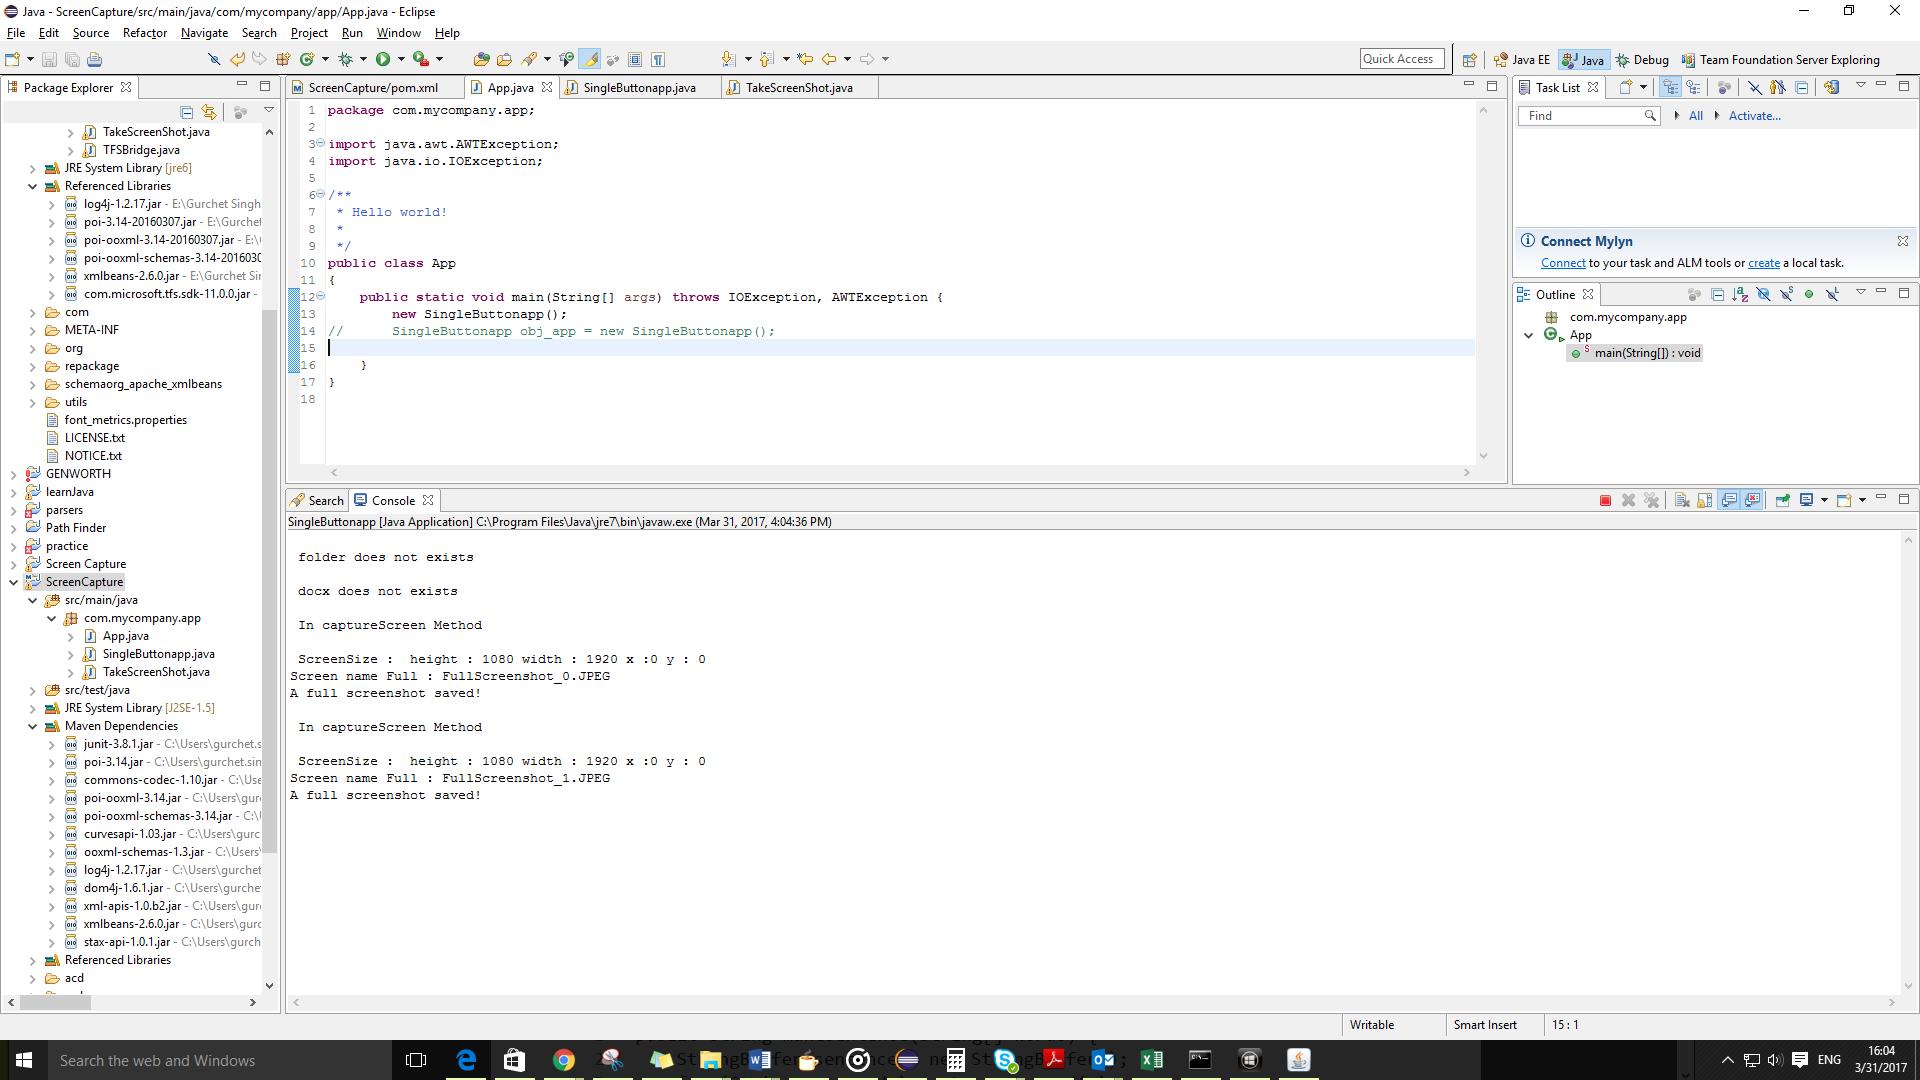 Java - ScreenCapture/src/main/java/com/mycompany/app/App.java - Eclipse
File Edit Source Refactor Navigate Search Project Run Window Help
Quick Access
Java EE
Java
Debug
Team Foundation Server Exploring
Package Explorer
TakeScreenShot.java
TFSBridge.java
JRE System Library [jre6]
Referenced Libraries
log4j-1.2.17.jar - E:\Gurchet Singh
poi-3.14-20160307.jar - E:\Gurchet
poi-ooxml-3.14-20160307.jar - E:\
poi-ooxml-schemas-3.14-2016030
xmlbeans-2.6.0.jar - E:\Gurchet Sir
com.microsoft.tfs.sdk-11.0.0.jar -
com
META-INF
org
repackage
schemaorg_apache_xmlbeans
utils
font_metrics.properties
LICENSE.txt
NOTICE.txt
GENWORTH
learnJava
parsers
Path Finder
practice
Screen Capture
ScreenCapture
src/main/java
com.mycompany.app
App.java
SingleButtonapp.java
TakeScreenShot.java
src/test/java
JRE System Library [J2SE-1.5]
Maven Dependencies
junit-3.8.1.jar - C:\Users\gurchet.s
poi-3.14.jar - C:\Users\gurchet.sin
commons-codec-1.10.jar - C:\Use
poi-ooxml-3.14.jar - C:\Users\gur
poi-ooxml-schemas-3.14.jar - C:\
curvesapi-1.03.jar - C:\Users\gurc
ooxml-schemas-1.3.jar - C:\Users\
log4j-1.2.17.jar - C:\Users\gurchet
dom4j-1.6.1.jar - C:\Users\gurche
xml-apis-1.0.b2.jar - C:\Users\gur
xmlbeans-2.6.0.jar - C:\Users\gur
stax-api-1.0.1.jar - C:\Users\gurch
Referenced Libraries
acd
ScreenCapture/pom.xml
App.java
SingleButtonapp.java
TakeScreenShot.java
1 package com.mycompany.app;
2
3 import java.awt.AWTException;
4 import java.io.IOException;
5
6 /**
7 * Hello world!
8 *
9 */
10 public class App
11 {
12 public static void main(String[] args) throws IOException, AWTException {
13 new SingleButtonapp();
14 // SingleButtonapp obj_app = new SingleButtonapp();
15
16 }
17 }
18
Search
Console
SingleButtonapp [Java Application] C:\Program Files\Java\jre7\bin\javaw.exe (Mar 31, 2017, 4:04:36 PM)
folder does not exists
docx does not exists
In captureScreen Method
ScreenSize : height : 1080 width : 1920 x :0 y : 0
Screen name Full : FullScreenshot_0.JPEG
A full screenshot saved!
In captureScreen Method
ScreenSize : height : 1080 width : 1920 x :0 y : 0
Screen name Full : FullScreenshot_1.JPEG
A full screenshot saved!
Task List
Find
All
Activate...
Connect Mylyn
Connect to your task and ALM tools or create a local task.
Outline
com.mycompany.app
App
main(String[]) : void
Writable
Smart Insert
15 : 1
Search the web and Windows
ENG
16:04
3/31/2017